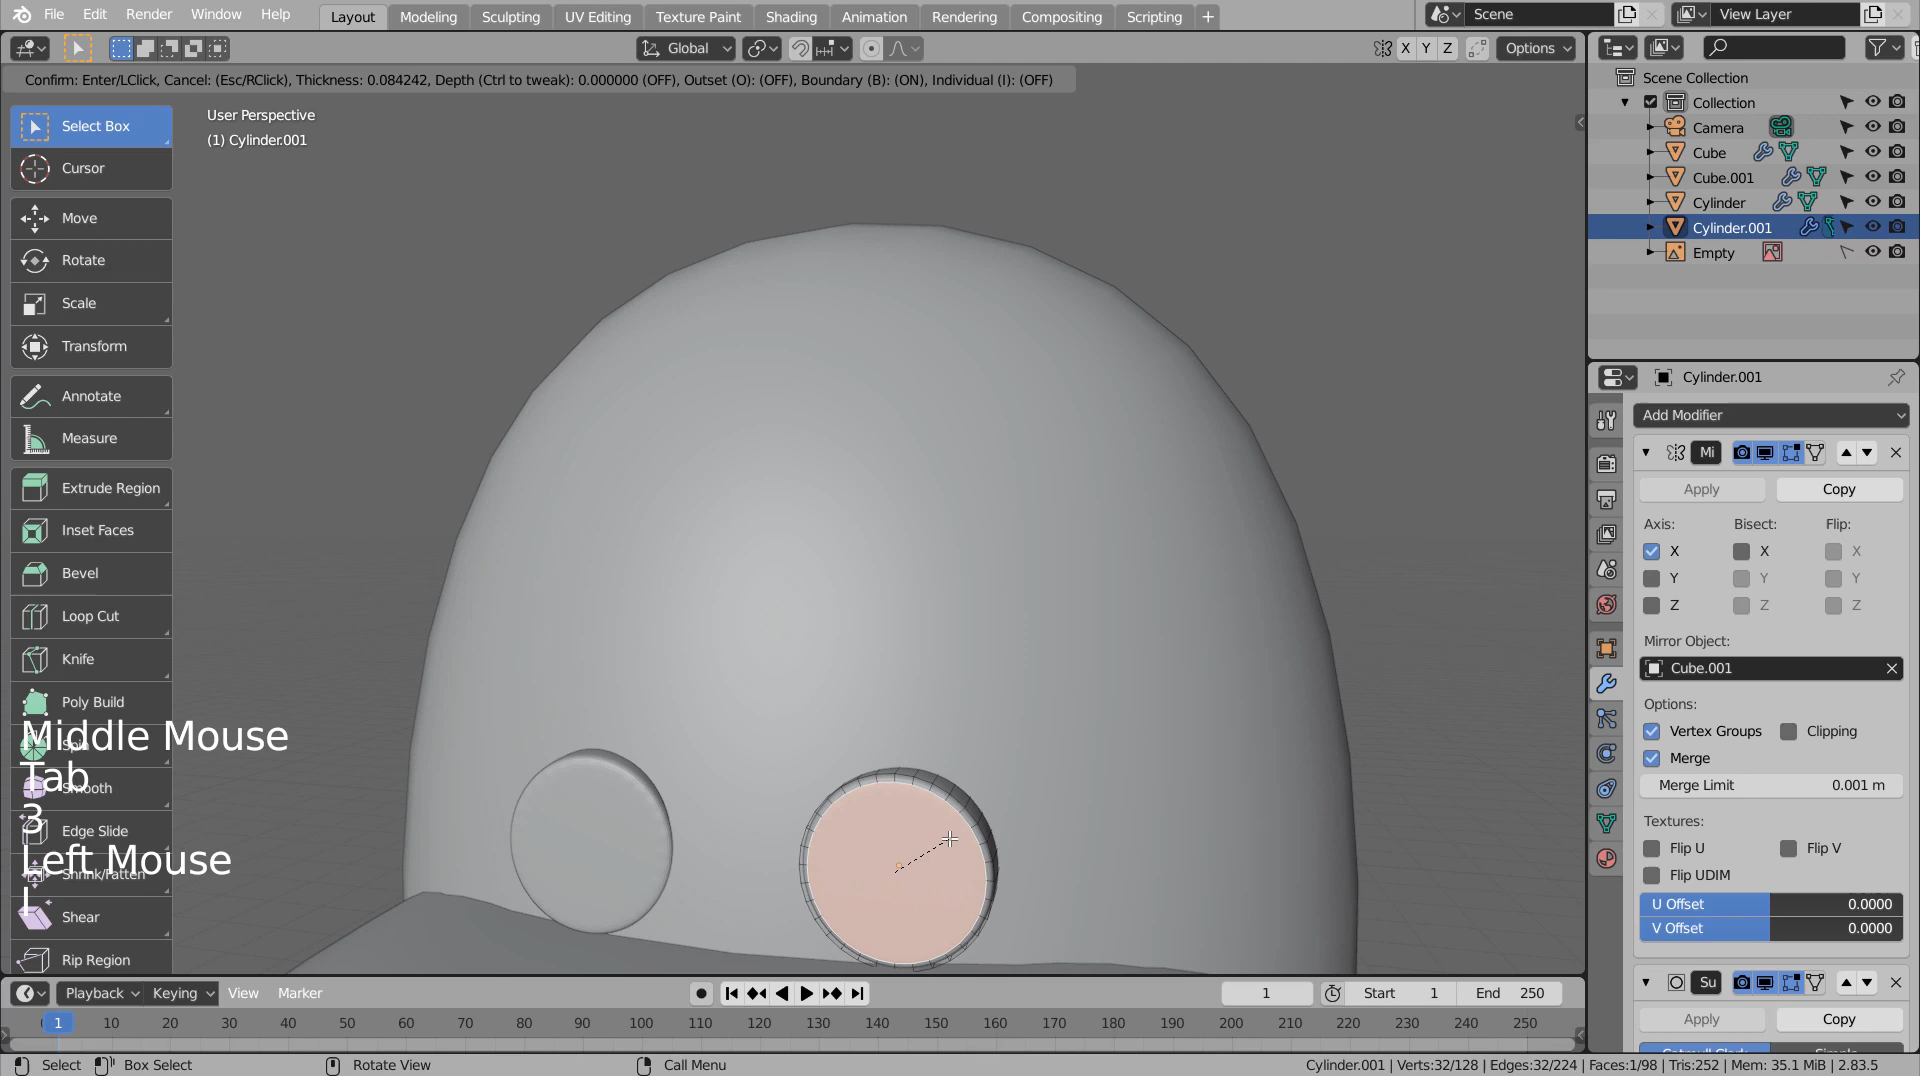 File Edit Render Window Help Layout Modeling Sculpting UV Editing Texture Paint Shading Animation Rendering Compositing Scripting + Scene View Layer
Global X Y Z Options
Confirm: Enter/LClick, Cancel: (Esc/RClick), Thickness: 0.084242, Depth (Ctrl to tweak): 0.000000 (OFF), Outset (O): (OFF), Boundary (B): (ON), Individual (I): (OFF)
User Perspective
(1) Cylinder.001
Select Box
Cursor
Move
Rotate
Scale
Transform
Annotate
Measure
Extrude Region
Inset Faces
Bevel
Loop Cut
Knife
Poly Build
Spin
Smooth
Edge Slide
Shrink/Fatten
Shear
Rip Region
Middle Mouse
Tab
3
Left Mouse
I
Scene Collection
Collection
Camera
Cube
Cube.001
Cylinder
Cylinder.001
Empty
Cylinder.001
Add Modifier
Mi
Apply Copy
Axis: Bisect: Flip:
X X X
Y Y Y
Z Z Z
Mirror Object:
Cube.001
Options:
Vertex Groups Clipping
Merge
Merge Limit 0.001 m
Textures:
Flip U Flip V
Flip UDIM
U Offset 0.0000
V Offset 0.0000
Su
Apply Copy
Playback Keying View Marker 1 Start 1 End 250
1 10 20 30 40 50 60 70 80 90 100 110 120 130 140 150 160 170 180 190 200 210 220 230 240 250
Select Box Select Rotate View Call Menu Cylinder.001 | Verts:32/128 | Edges:32/224 | Faces:1/98 | Tris:252 | Mem: 35.1 MiB | 2.83.5